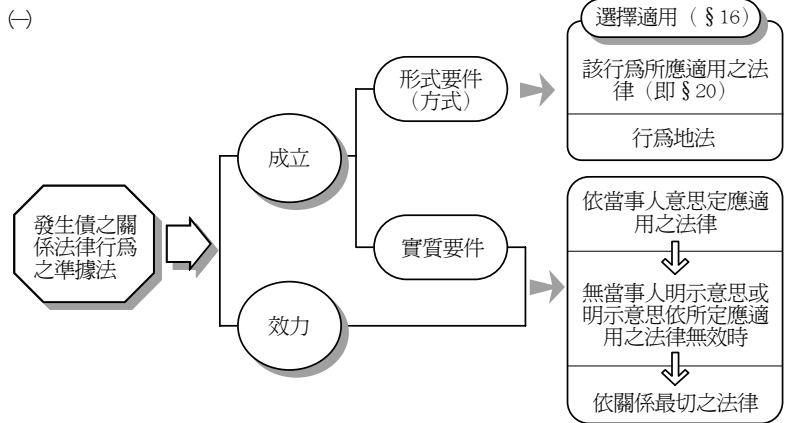 ㈠
發生債之關
係法律行為
之準據法
成立
效力
形式要件
（方式）
實質要件
選擇適用（§16）
該行為所應適用之法
律（即§20）
行為地法
依當事人意思定應適
用之法律
無當事人明示意思或
明示意思依所定應適
用之法律無效時
依關係最切之法律